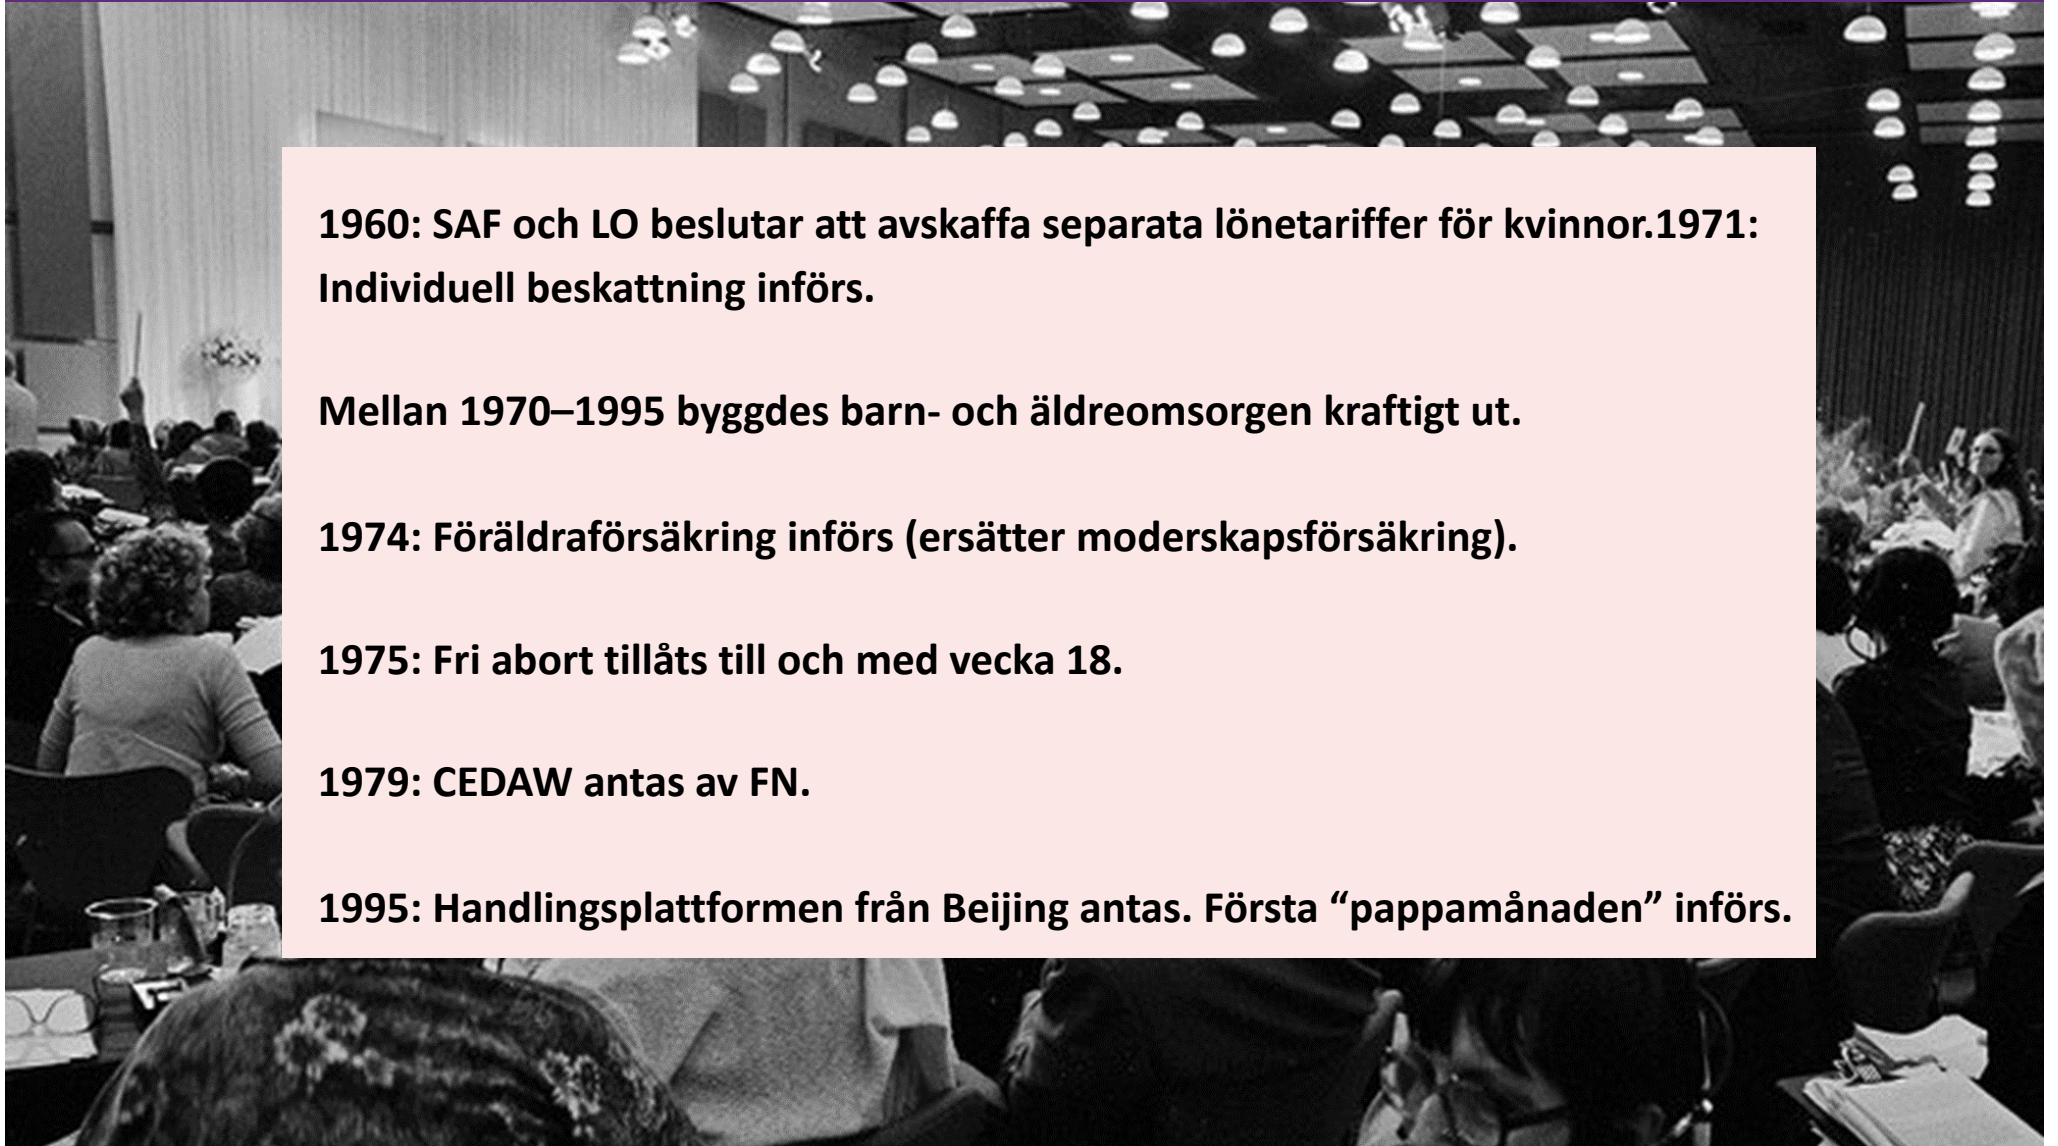 1960: SAF och LO beslutar att avskaffa separata lönetariffer för kvinnor.1971:
Individuell beskattning införs.
Mellan 1970–1995 byggdes barn- och äldreomsorgen kraftigt ut.
1974: Föräldraförsäkring införs (ersätter moderskapsförsäkring).
1975: Fri abort tillåts till och med vecka 18.
1979: CEDAW antas av FN.
1995: Handlingsplattformen från Beijing antas. Första “pappamånaden” införs.